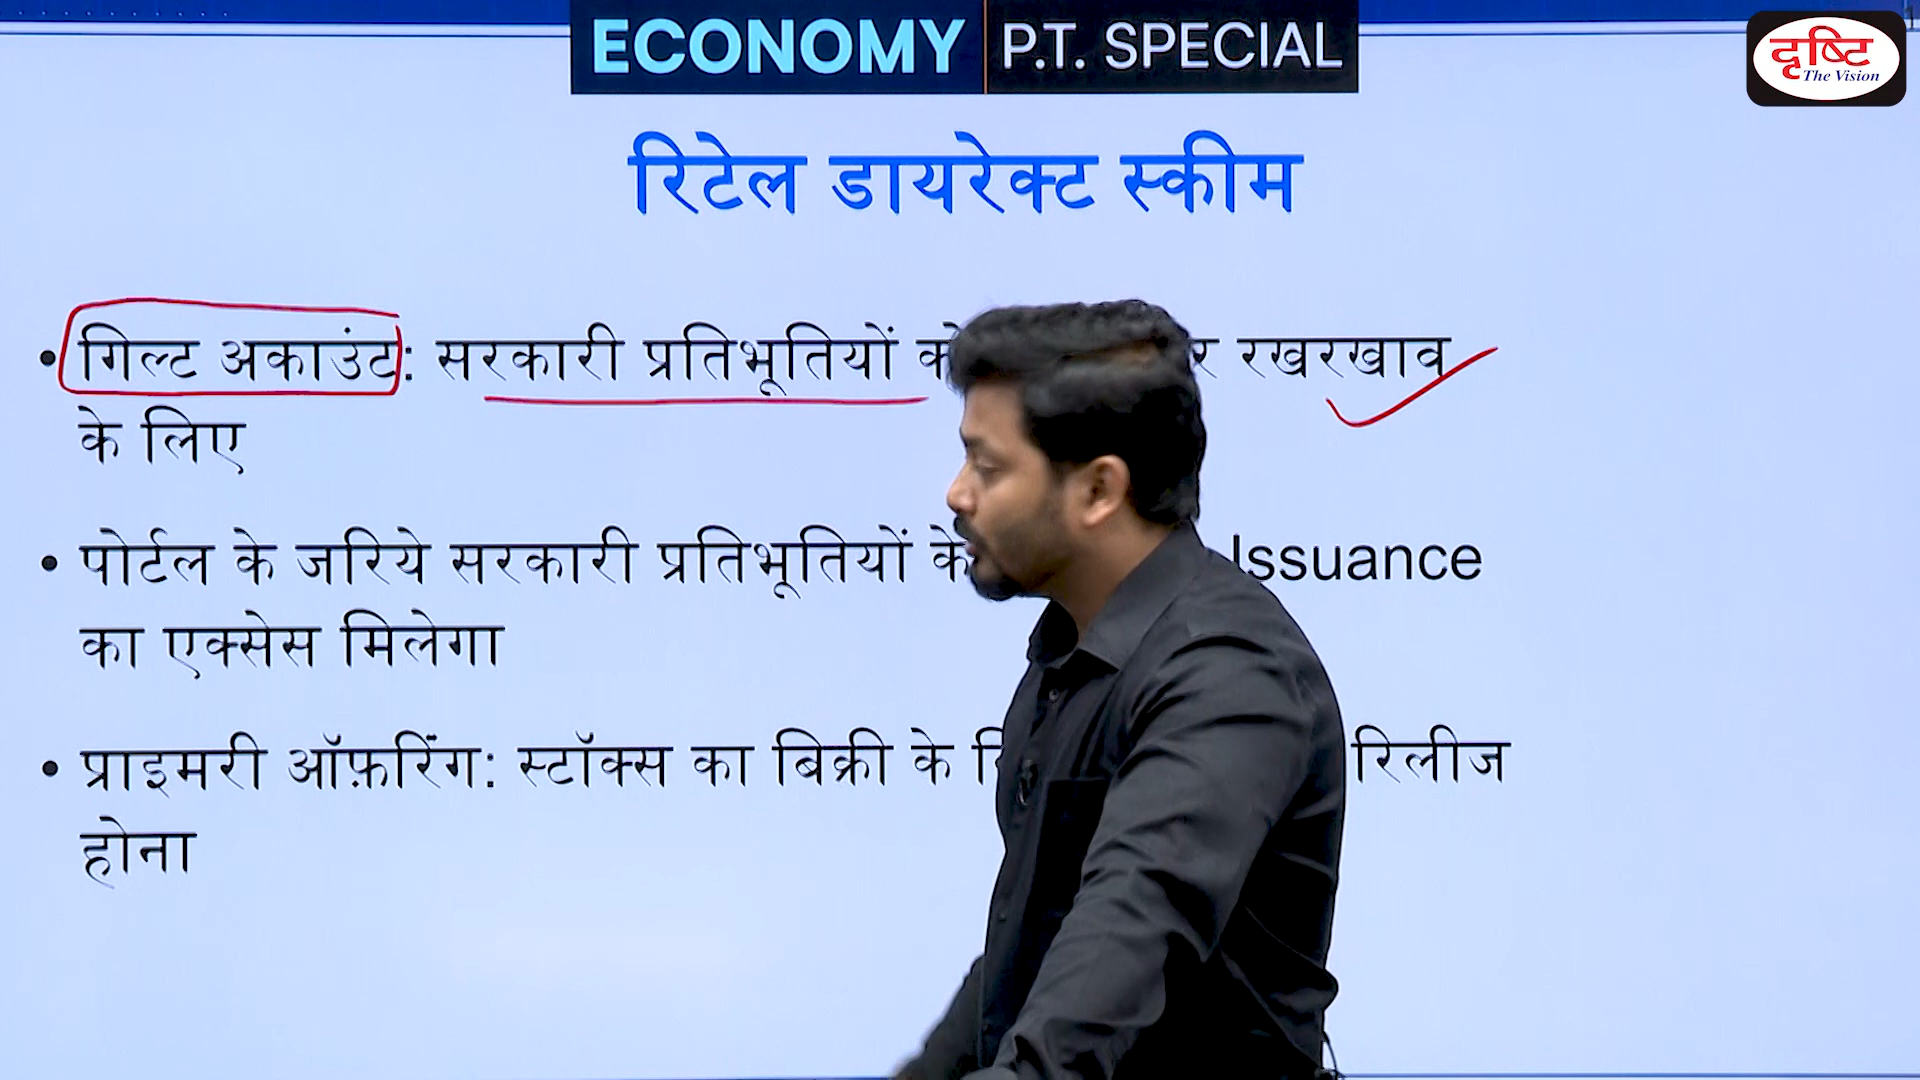 ECONOMY P.T. SPECIAL
दृष्टि
The Vision
रिटेल डायरेक्ट स्कीम
• गिल्ट अकाउंट: सरकारी प्रतिभूतियों रखरखाव
के लिए
• पोर्टल के जरिये सरकारी प्रतिभूतियों के Issuance
का एक्सेस मिलेगा
• प्राइमरी ऑफ़रिंग: स्टॉक्स का बिक्री के रिलीज
होना